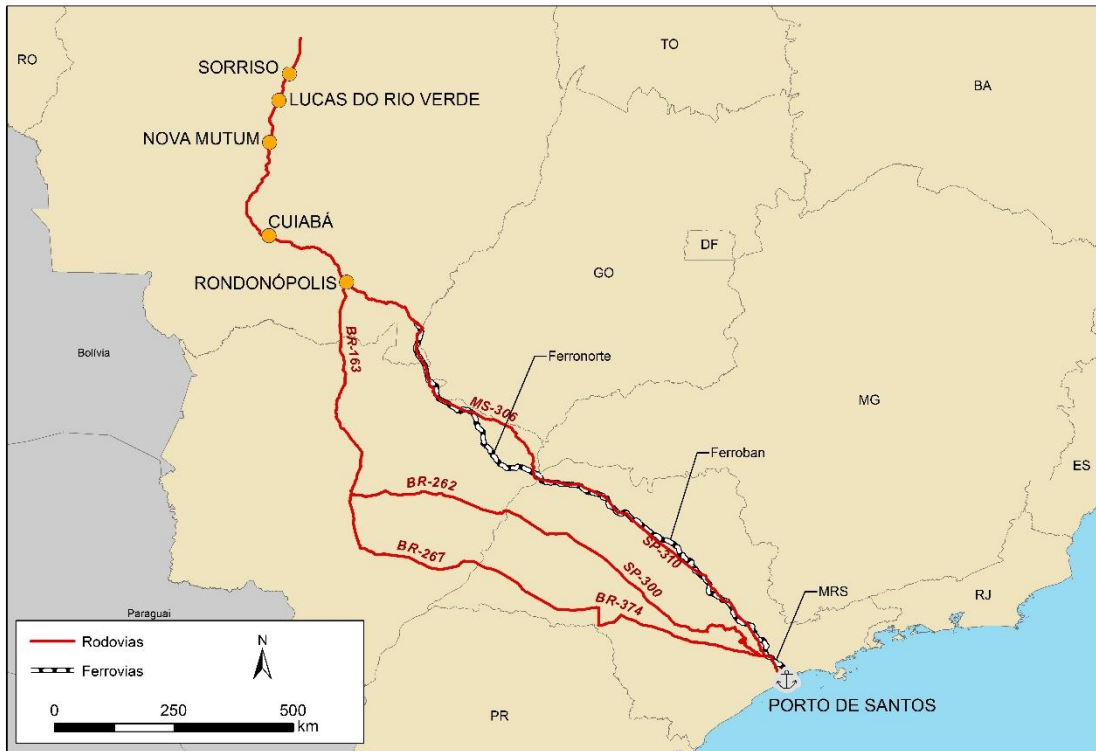 RO
TO
BA
SORRISO
LUCAS DO RIO VERDE
NOVA MUTUM
CUIABÁ
DF
GO
RONDONÓPOLIS
Bolívia
BR-163
Ferronorte
MS-306
MG
Ferroban
ES
BR-262
SP-310
BR-267
SP-300
BR-374
MRS
RJ
Paraguai
Rodovias
N
Ferrovias
0 250 500
km
PR
PORTO DE SANTOS